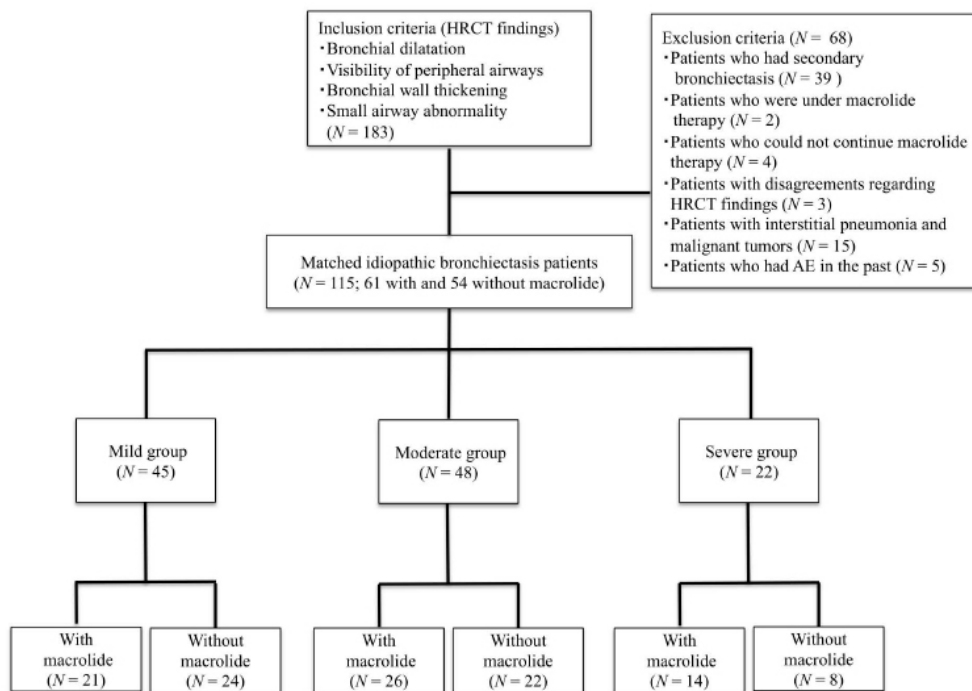 Inclusion criteria (HRCT findings)
・Bronchial dilatation
・Visibility of peripheral airways
・Bronchial wall thickening
・Small airway abnormality
(N = 183)
Exclusion criteria (N = 68)
・Patients who had secondary
bronchiectasis (N = 39 )
・Patients who were under macrolide
therapy (N = 2)
・Patients who could not continue macrolide
therapy (N = 4)
・Patients with disagreements regarding
HRCT findings (N = 3)
・Patients with interstitial pneumonia and
malignant tumors (N = 15)
・Patients who had AE in the past (N = 5)
Matched idiopathic bronchiectasis patients
(N = 115; 61 with and 54 without macrolide)
Mild group
(N = 45)
Moderate group
(N = 48)
Severe group
(N = 22)
With
macrolide
(N = 21)
Without
macrolide
(N = 24)
With
macrolide
(N = 26)
Without
macrolide
(N = 22)
With
macrolide
(N = 14)
Without
macrolide
(N = 8)